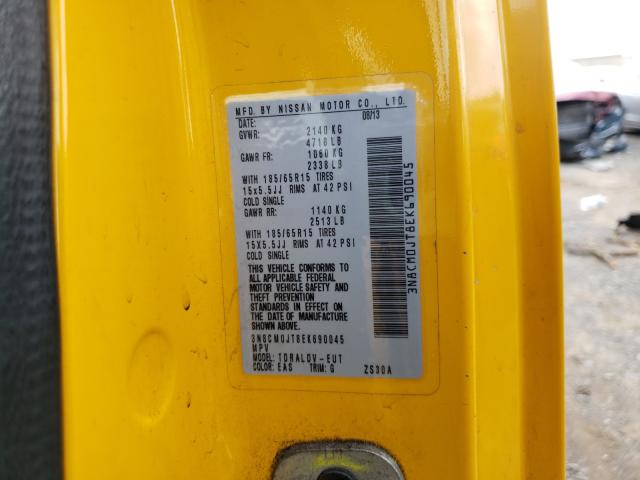 MFD. BY NISSAN MOTOR CO., LTD.
DATE: 08/13
GVWR: 2140 KG
4718 LB
GAWR FR: 1060 KG
2338 LB
WITH 185/65R15 TIRES
15x5.5JJ RIMS AT 42 PSI
COLD SINGLE
GAWR RR: 1140 KG
2513 LB
WITH 185/65R15 TIRES
15X5.5JJ RIMS AT 42 PSI
COLD SINGLE
THIS VEHICLE CONFORMS TO
ALL APPLICABLE FEDERAL
MOTOR VEHICLE SAFETY AND
THEFT PREVENTION
STANDARDS IN EFFECT ON
THE DATE OF MANUFACTURE
SHOWN ABOVE.
3N8CM0JT8EK690045
MPV
MODEL: TDRALDV-EUT
COLOR: EAS TRIM: G ZS30A
3N8CM0JT8EK690045